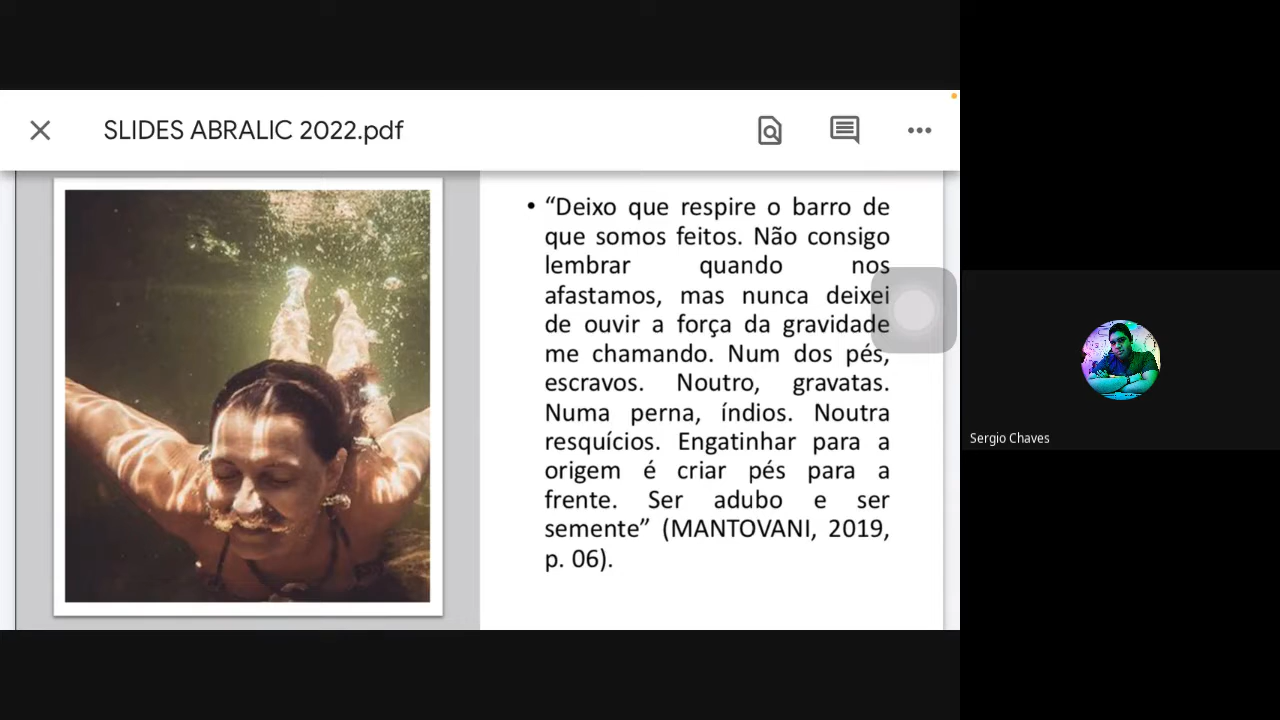 SLIDES ABRALIC 2022.pdf
• “Deixo que respire o barro de
que somos feitos. Não consigo
lembrar quando nos
afastamos, mas nunca deixei
de ouvir a força da gravidade
me chamando. Num dos pés,
escravos. Noutro, gravatas.
Numa perna, índios. Noutra
resquícios. Engatinhar para a
origem é criar pés para a
frente. Ser adubo e ser
semente” (MANTOVANI, 2019,
p. 06).
Sergio Chaves